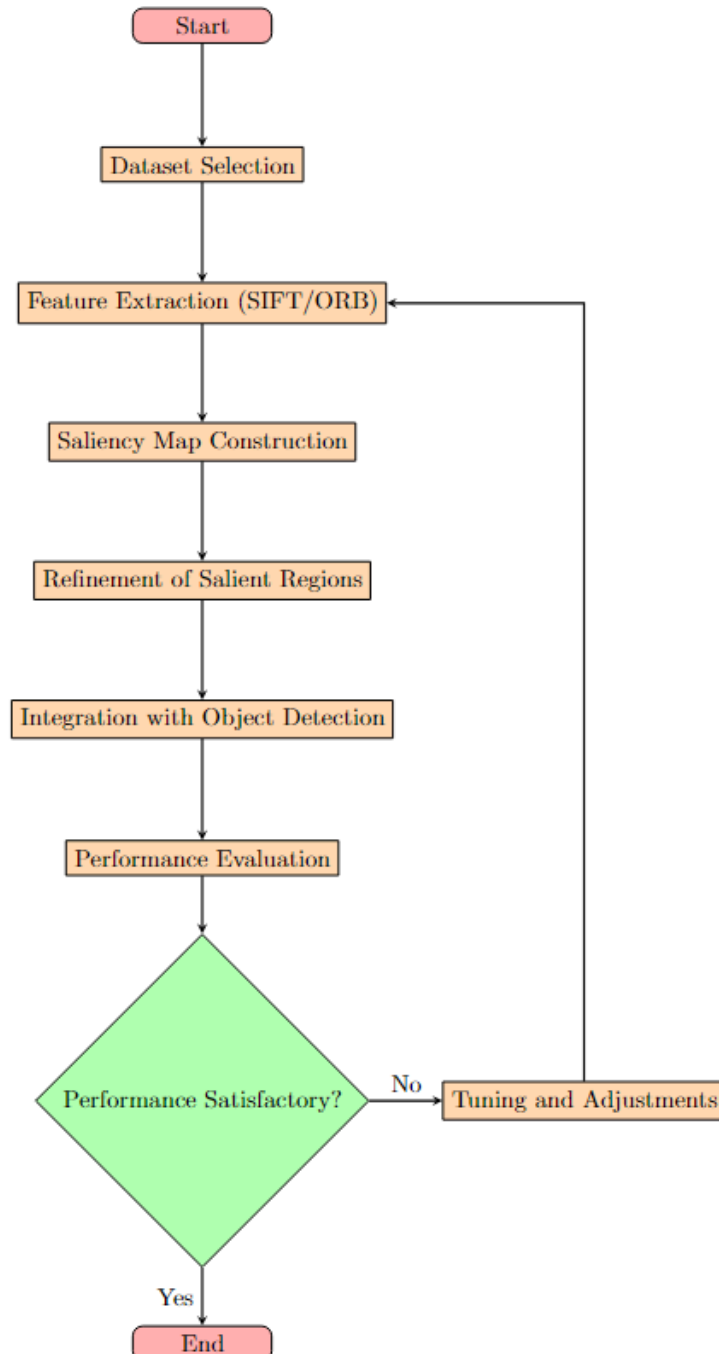 Start
Dataset Selection
Feature Extraction (SIFT/ORB)
Saliency Map Construction
Refinement of Salient Regions
Integration with Object Detection
Performance Evaluation
Performance Satisfactory?
No
Tuning and Adjustments
Yes
End